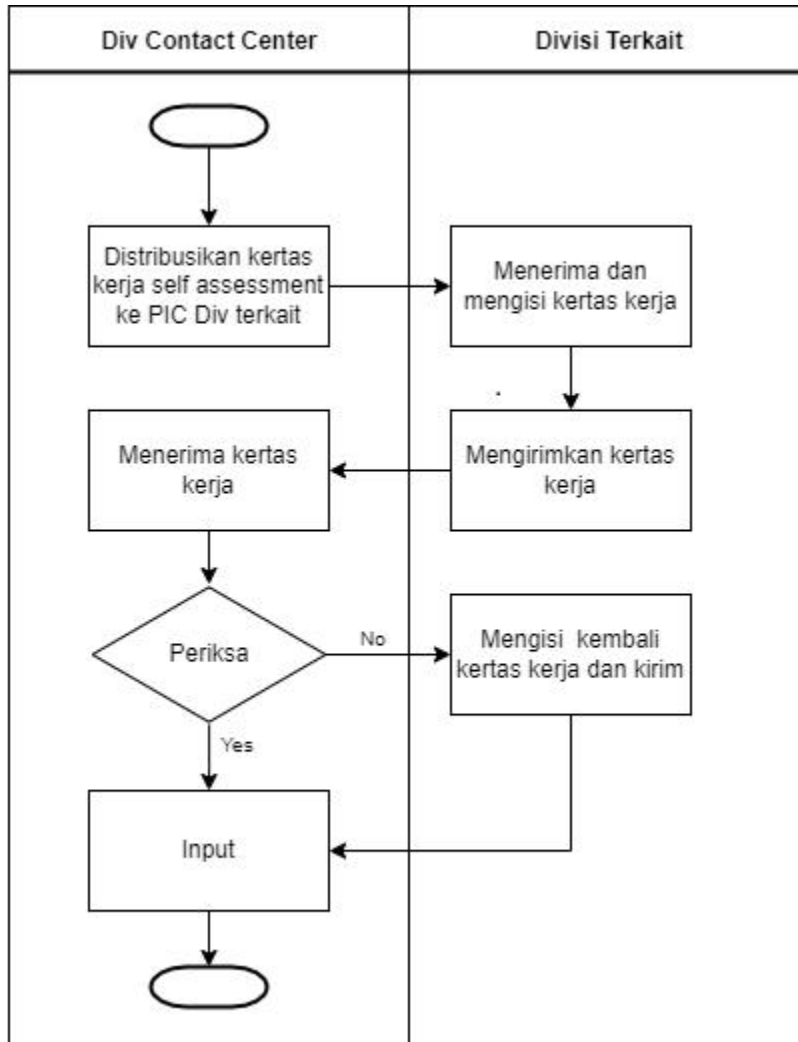 Div Contact Center
Divisi Terkait
Distribusikan kertas
kerja self assessment
ke PIC Div terkait
Menerima dan
mengisi kertas kerja
Menerima kertas
kerja
Mengirimkan kertas
kerja
Periksa
No
Mengisi kembali
kertas kerja dan kirim
Yes
Input